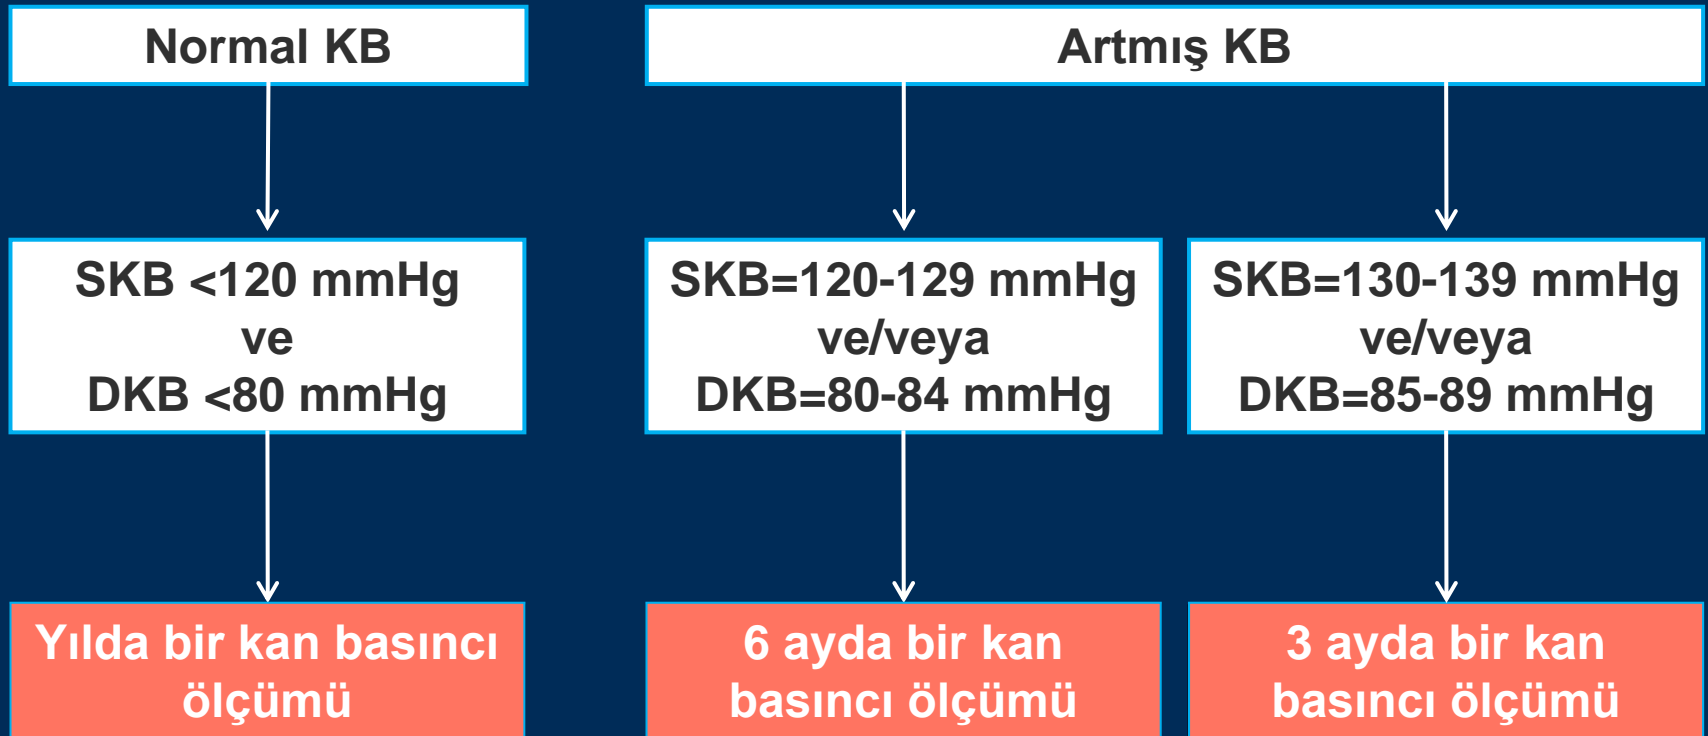 Normal KB
Artmış KB
SKB <120 mmHg
ve
DKB <80 mmHg
SKB=120-129 mmHg
ve/veya
DKB=80-84 mmHg
SKB=130-139 mmHg
ve/veya
DKB=85-89 mmHg
Yılda bir kan basıncı
ölçümü
6 ayda bir kan
basıncı ölçümü
3 ayda bir kan
basıncı ölçümü